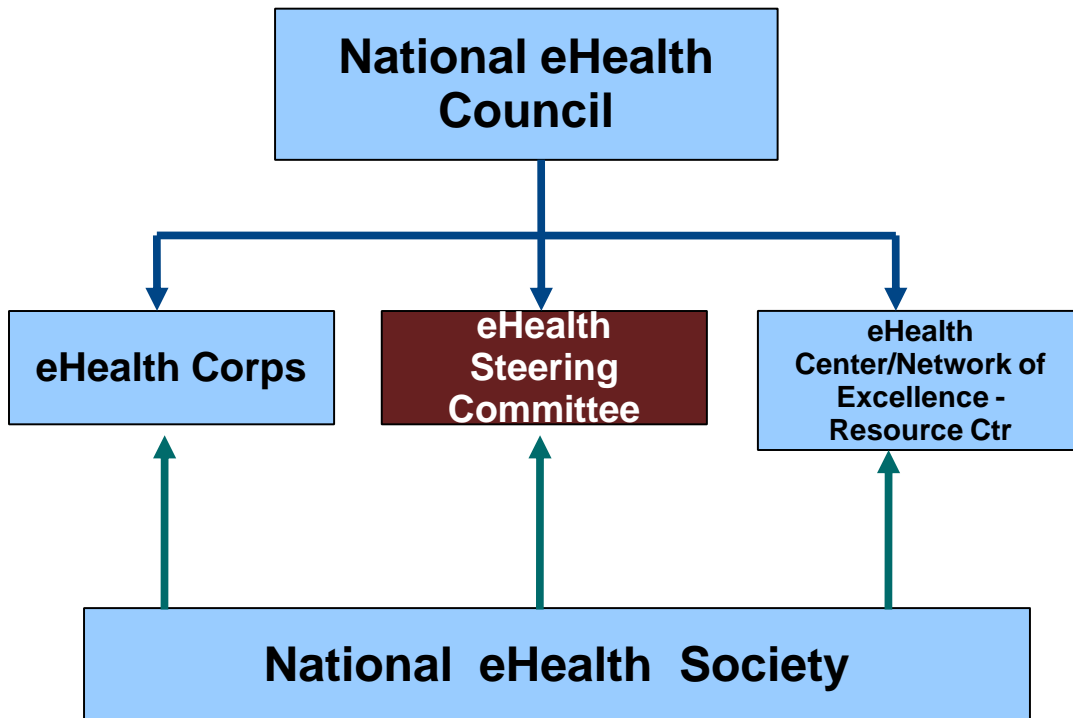 National eHealth
Council
eHealth Corps
eHealth
Steering
Committee
eHealth
Center/Network of
Excellence -
Resource Ctr
National eHealth Society